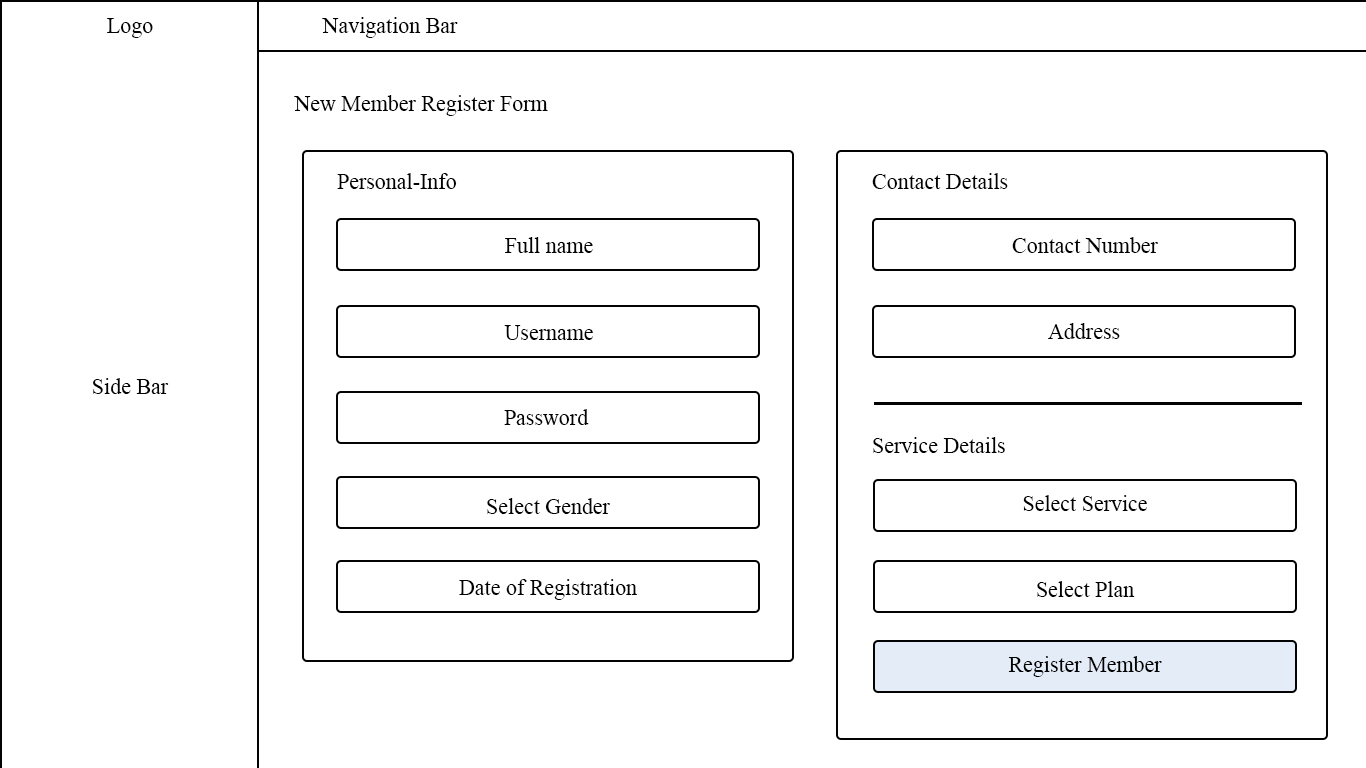 Logo
Navigation Bar
Side Bar
New Member Register Form
Personal-Info
Full name
Username
Password
Select Gender
Date of Registration
Contact Details
Contact Number
Address
Service Details
Select Service
Select Plan
Register Member